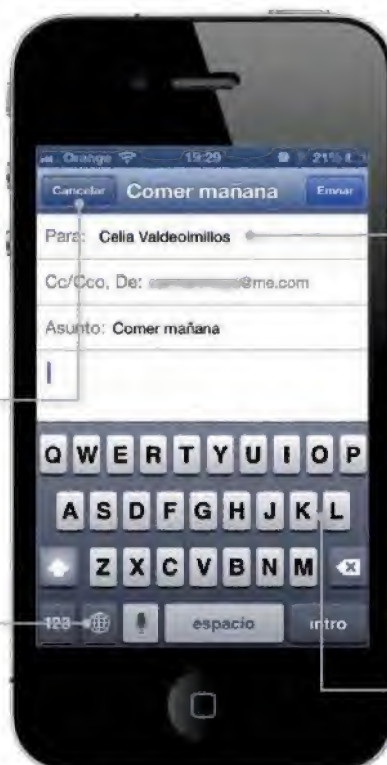 Orange 19:29 21%
Cancelar Comer mañana Enviar
Para: Celia Valdeolmillos
Cc/Cco, De: @me.com
Asunto: Comer mañana
Q W E R T Y U I O P
A S D F G H J K L
Z X C V B N M
123 espacio intro